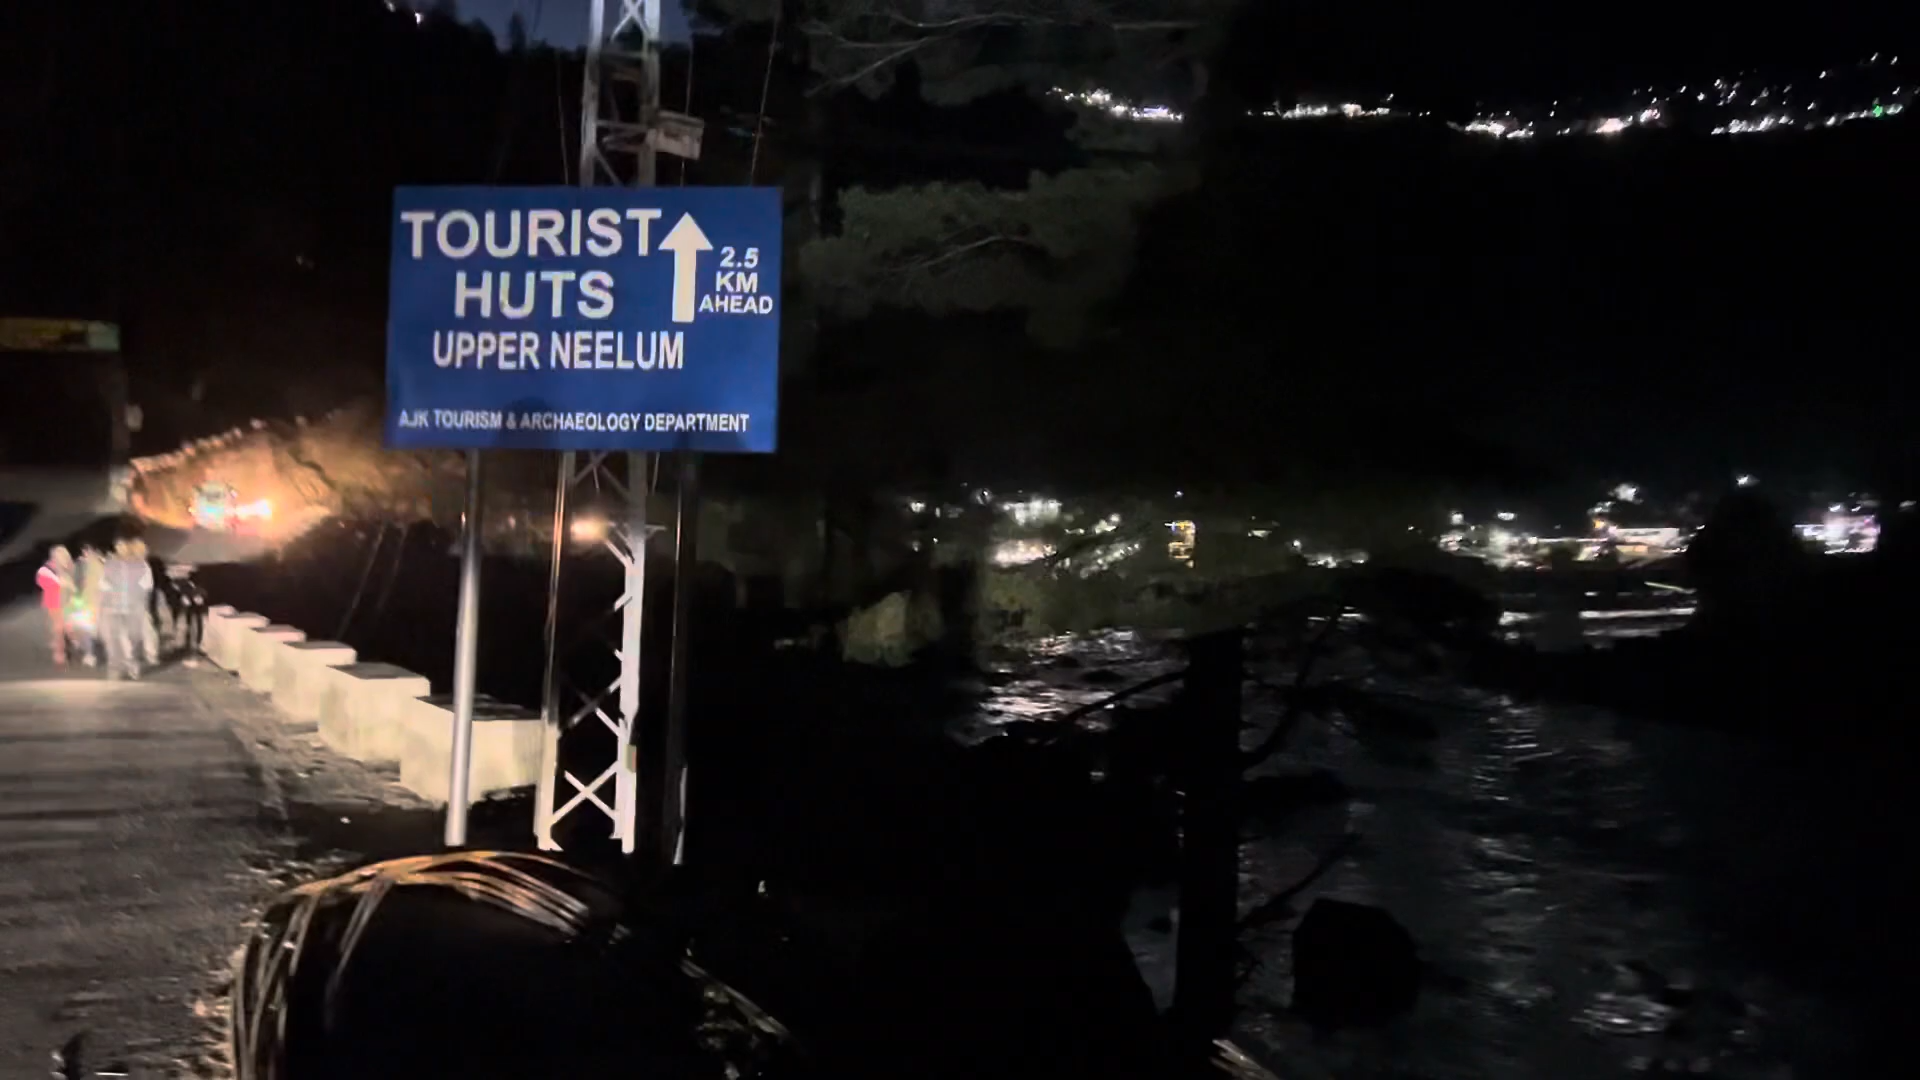 TOURIST
HUTS
2.5
KM
AHEAD
UPPER NEELUM
AJK TOURISM & ARCHAEOLOGY DEPARTMENT